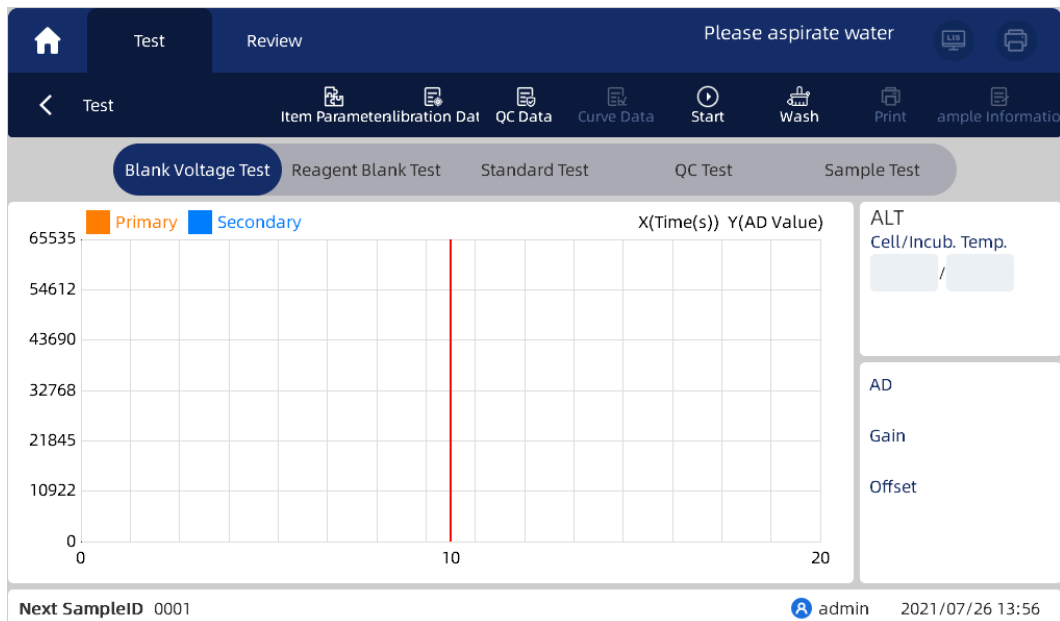 Test
Review
Please aspirate water
LIS
Test
Item Parameter
alibration Dat
QC Data
Curve Data
Start
Wash
Print
ample Informatio
Blank Voltage Test
Reagent Blank Test
Standard Test
QC Test
Sample Test
Primary
Secondary
X(Time(s)) Y(AD Value)
65535
54612
43690
32768
21845
10922
0
0
10
20
ALT
Cell/Incub. Temp.
/
AD
Gain
Offset
Next SampleID 0001
admin
2021/07/26 13:56